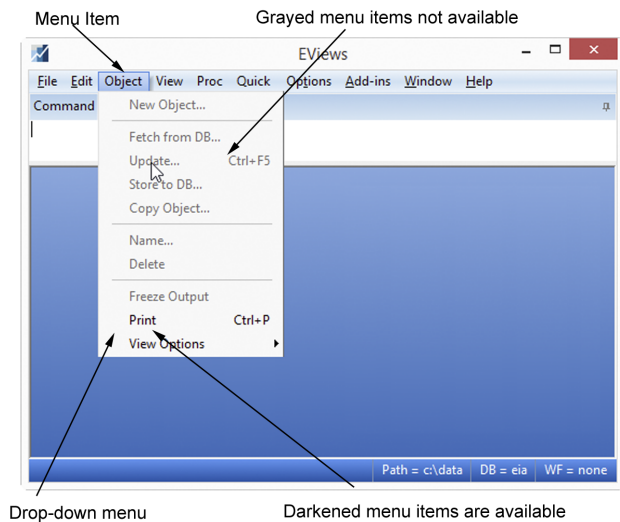 Menu Item
Grayed menu items not available
EViews
File Edit Object View Proc Quick Options Add-ins Window Help
Command
New Object...
Fetch from DB...
Update... Ctrl+F5
Store to DB...
Copy Object...
Name...
Delete
Freeze Output
Print Ctrl+P
View Options
Path = c:\data DB = eia WF = none
Drop-down menu
Darkened menu items are available